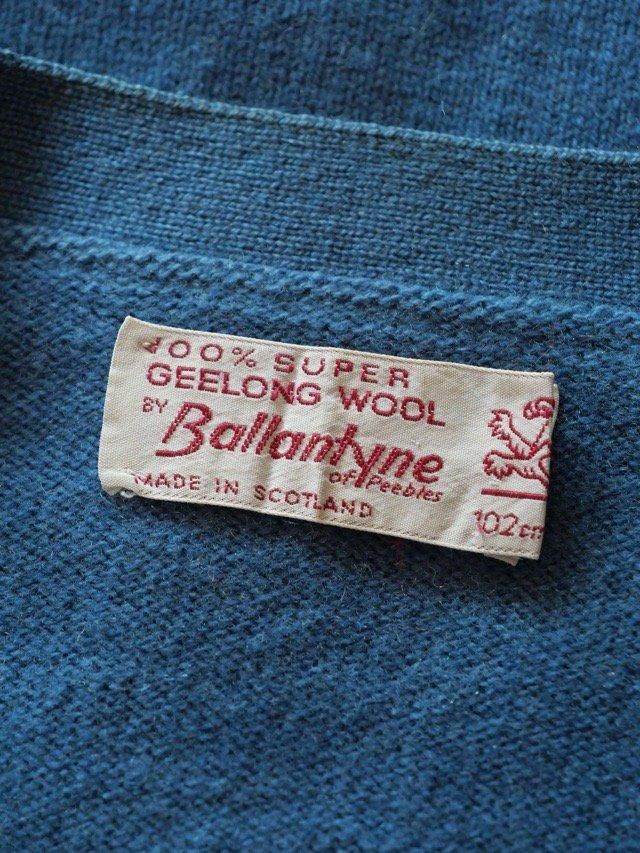 100% SUPER
GEELONG WOOL
BY Ballantyne
of Peebles
MADE IN SCOTLAND
102cm